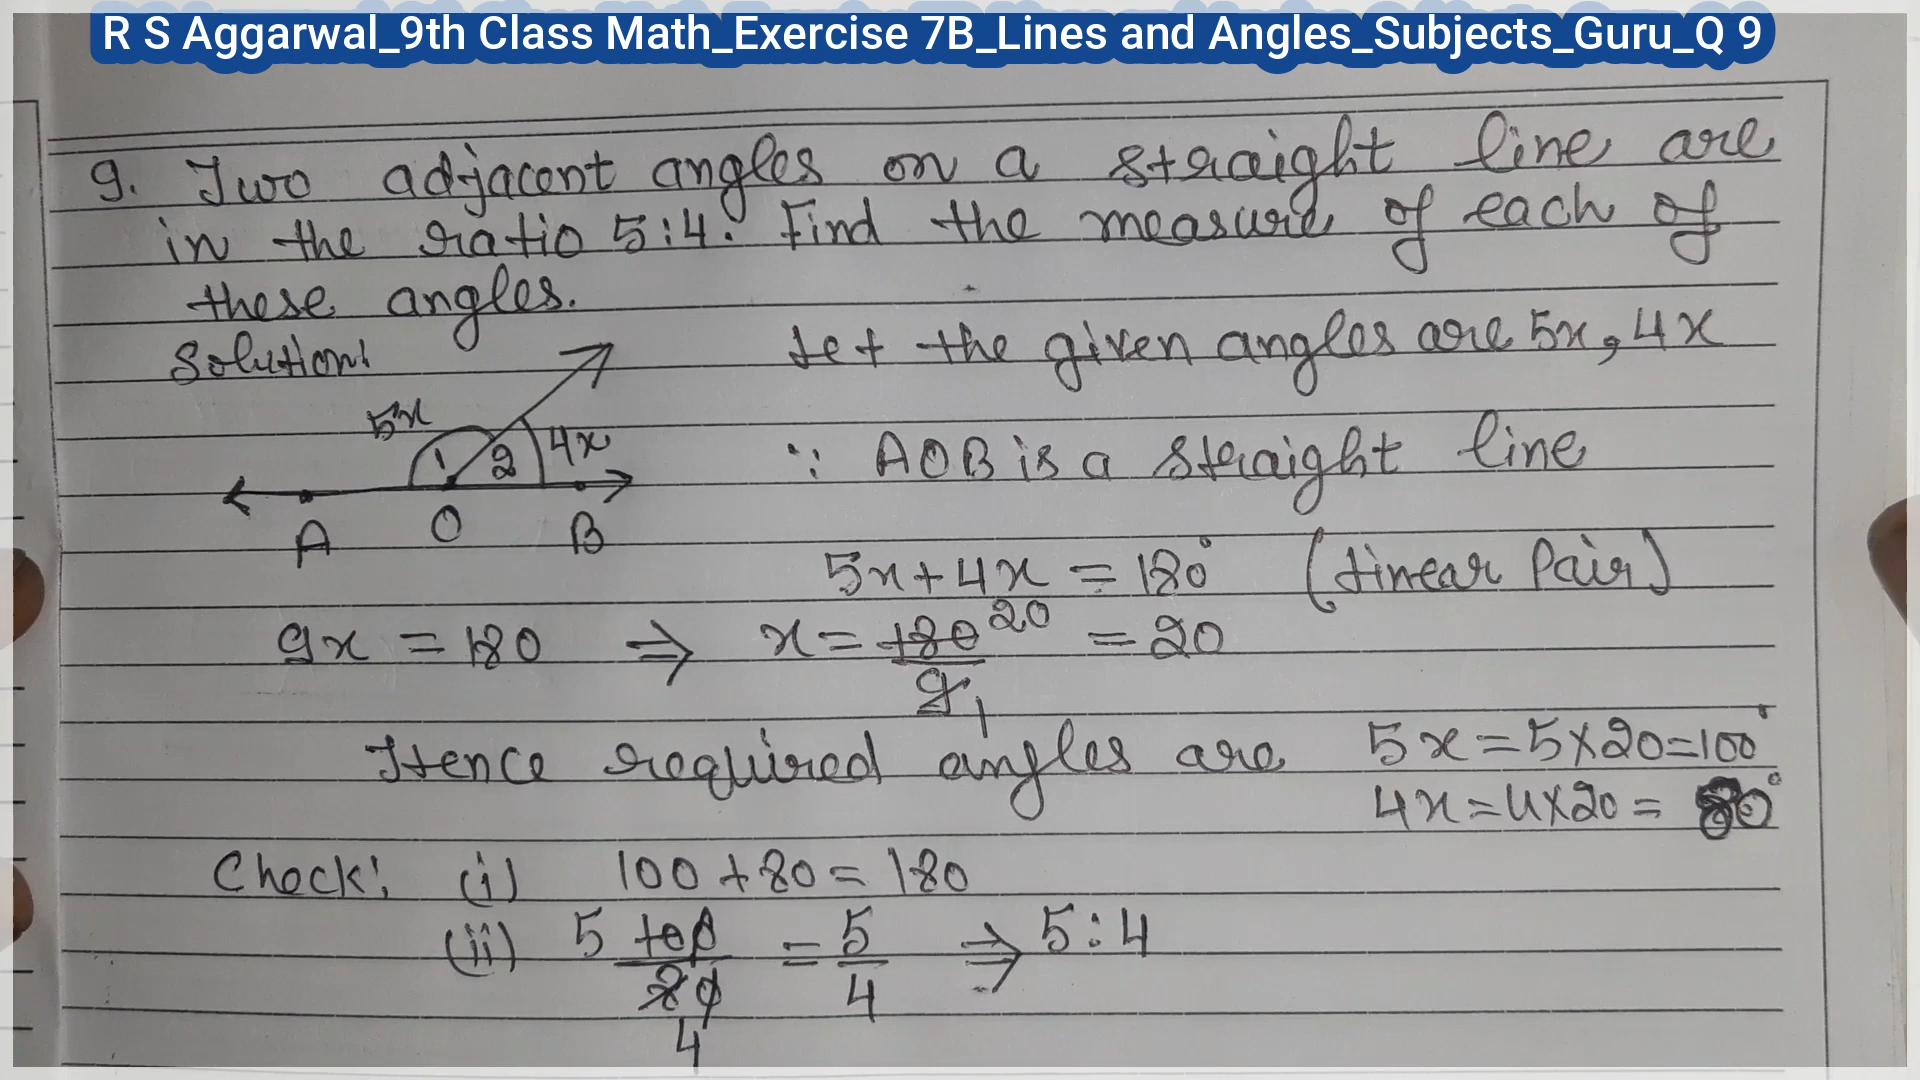 R S Aggarwal_9th Class Math_Exercise 7B_Lines and Angles_Subjects_Guru_Q 9
9. Two adjacent angles on a straight line are
in the ratio 5:4. Find the measure of each of
these angles.
Solution:
Let the given angles are 5x, 4x
5x
1 2 4x
∵ AOB is a straight line
A O B
5x+4x = 180° (Linear Pair)
9x = 180 ⇒ x = 180/9 = 20
20
1
Hence required angles are 5x = 5×20=100°
4x = 4×20 = 80°
Check: (i) 100+80 = 180
(ii) 5 100/80 = 5/4 ⇒ 5:4
4